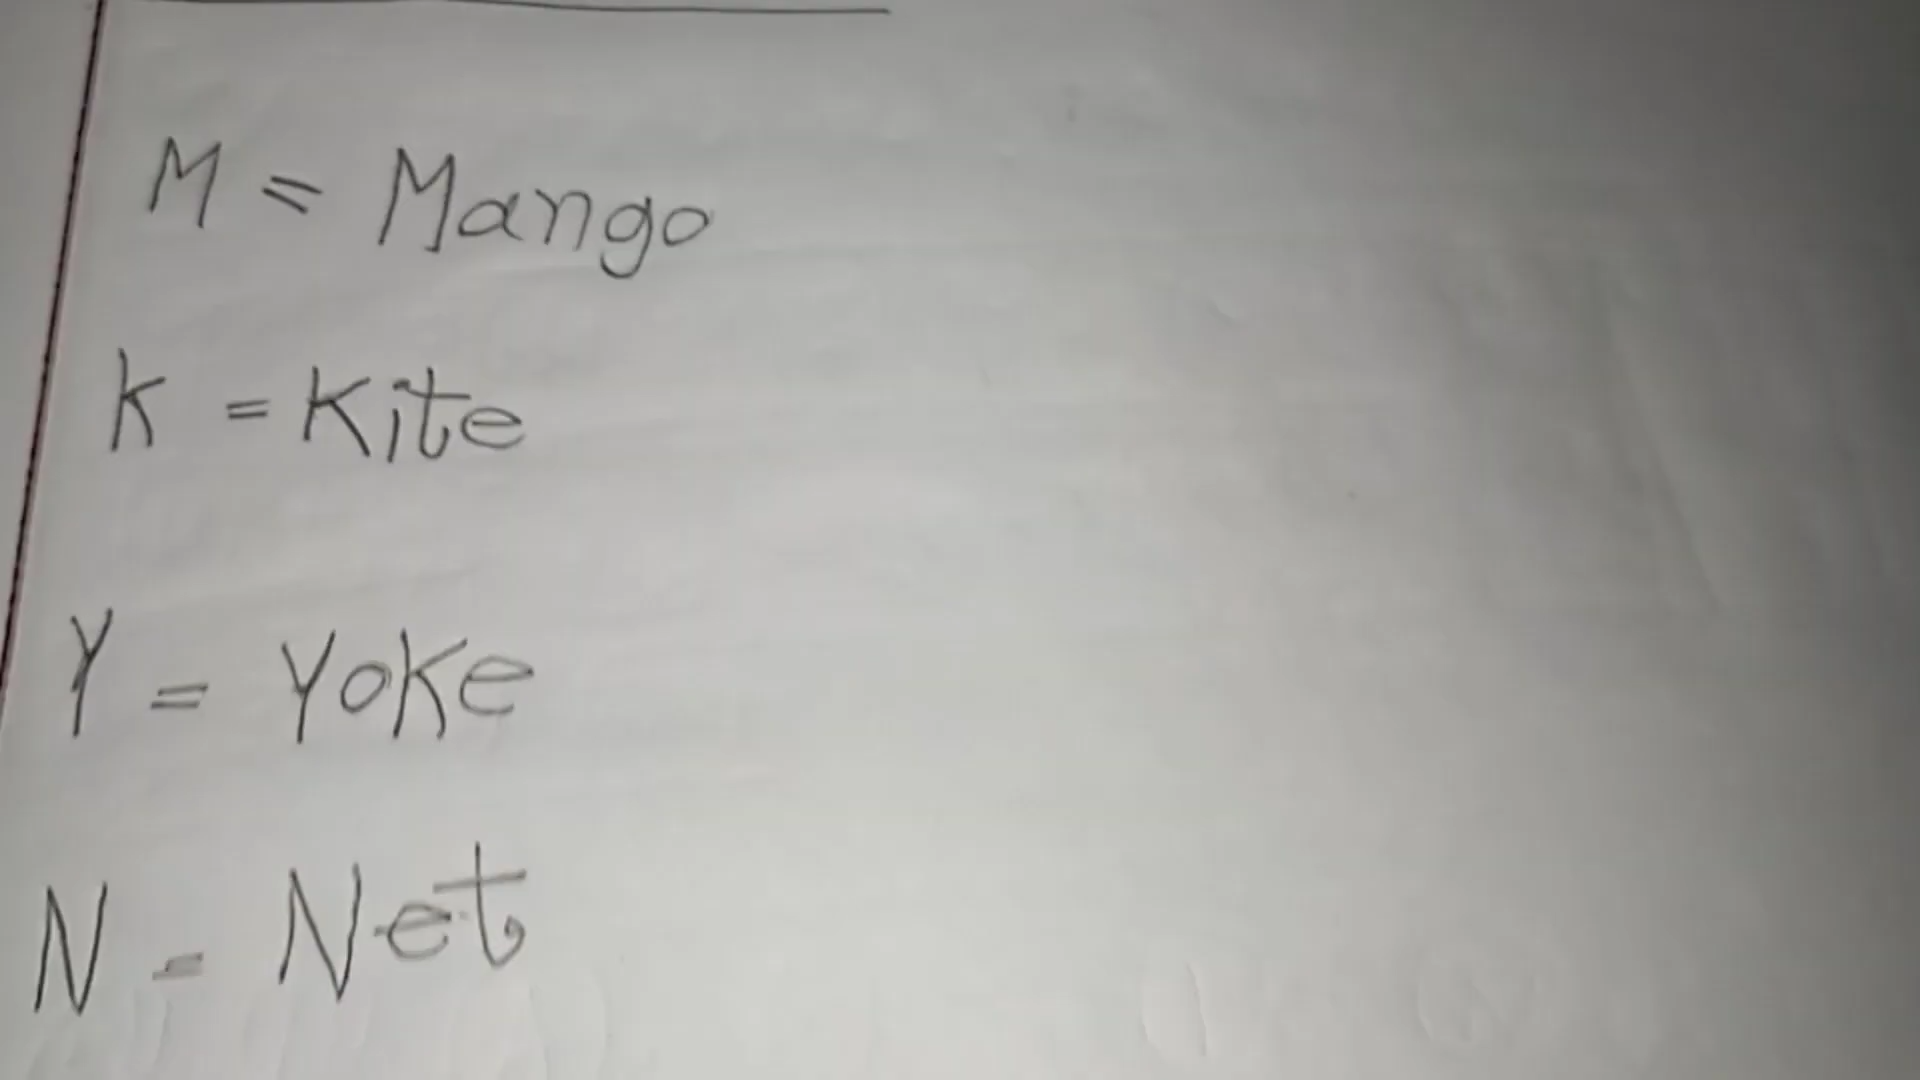 M = Mango
K = Kite
Y = Yoke
N = Net